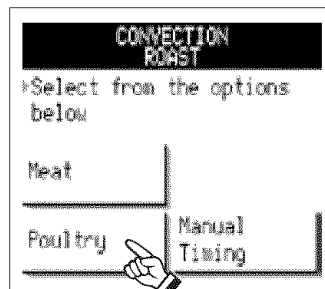 CONVECTION
ROAST
Select from the options
below
Meat
Poultry
Manual
Timing